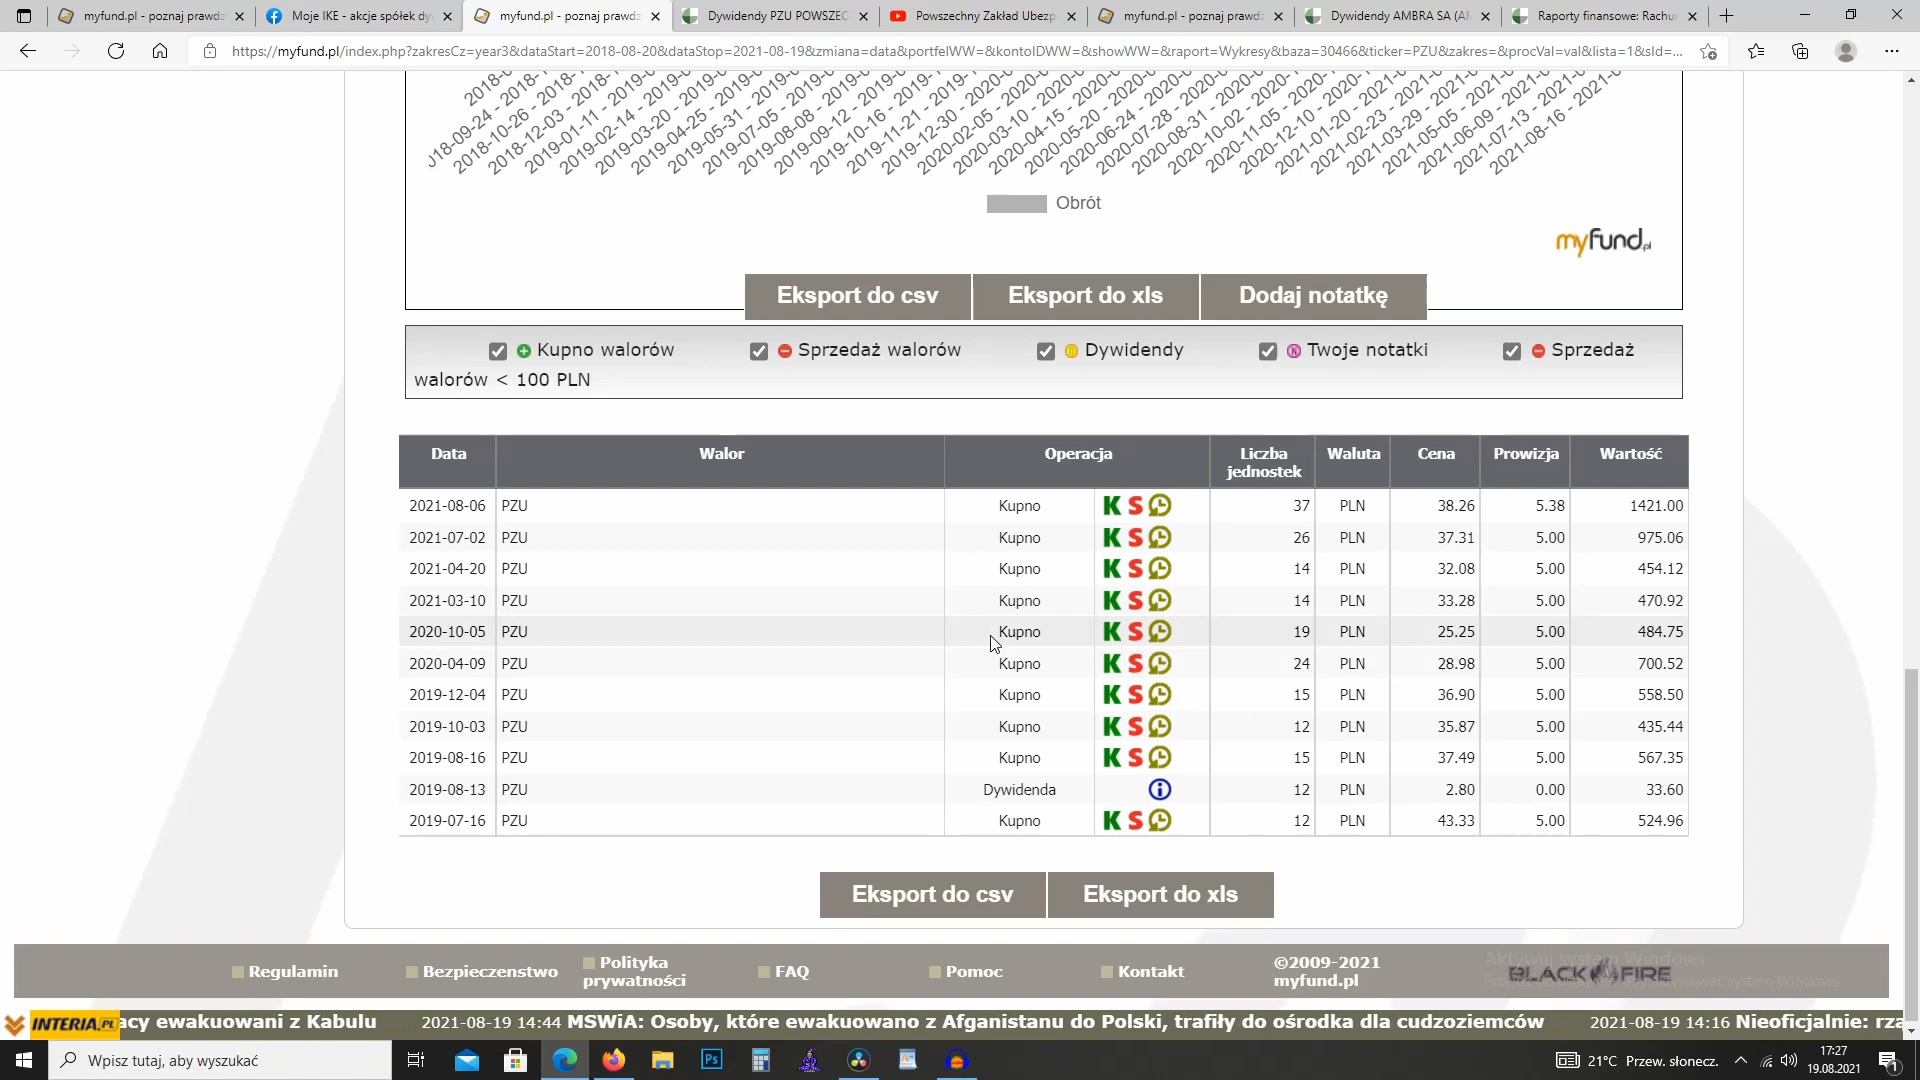 myfund.pl - poznaj prawdz
Moje IKE - akcje spółek dy
myfund.pl - poznaj prawdz
Dywidendy PZU POWSZEC
Powszechny Zakład Ubezp
myfund.pl - poznaj prawdz
Dywidendy AMBRA SA (AM
Raporty finansowe: Rachun
https://myfund.pl/index.php?zakresCz=year3&dataStart=2018-08-20&dataStop=2021-08-19&zmiana=data&portfelWW=&kontoIDWW=&showWW=&raport=Wykresy&baza=30466&ticker=PZU&zakres=&procVal=val&lista=1&sId=...
Obrót
myfund.pl
Eksport do csv Eksport do xls Dodaj notatkę
Kupno walorów Sprzedaż walorów Dywidendy Twoje notatki Sprzedaż
walorów < 100 PLN
Data Walor Operacja Liczba jednostek Waluta Cena Prowizja Wartość
2021-08-06 PZU Kupno K S 37 PLN 38.26 5.38 1421.00
2021-07-02 PZU Kupno K S 26 PLN 37.31 5.00 975.06
2021-04-20 PZU Kupno K S 14 PLN 32.08 5.00 454.12
2021-03-10 PZU Kupno K S 14 PLN 33.28 5.00 470.92
2020-10-05 PZU Kupno K S 19 PLN 25.25 5.00 484.75
2020-04-09 PZU Kupno K S 24 PLN 28.98 5.00 700.52
2019-12-04 PZU Kupno K S 15 PLN 36.90 5.00 558.50
2019-10-03 PZU Kupno K S 12 PLN 35.87 5.00 435.44
2019-08-16 PZU Kupno K S 15 PLN 37.49 5.00 567.35
2019-08-13 PZU Dywidenda 12 PLN 2.80 0.00 33.60
2019-07-16 PZU Kupno K S 12 PLN 43.33 5.00 524.96
Eksport do csv Eksport do xls
Regulamin Bezpieczeństwo Polityka prywatności FAQ Pomoc Kontakt ©2009-2021 myfund.pl BLACK FIRE
Aktywuj system Windows
INTERIA.PL acy ewakuowani z Kabulu 2021-08-19 14:44 MSWiA: Osoby, które ewakuowano z Afganistanu do Polski, trafiły do ośrodka dla cudzoziemców 2021-08-19 14:16 Nieoficjalnie: rza
Wpisz tutaj, aby wyszukać
21°C Przew. słonecz.
17:27
19.08.2021
1